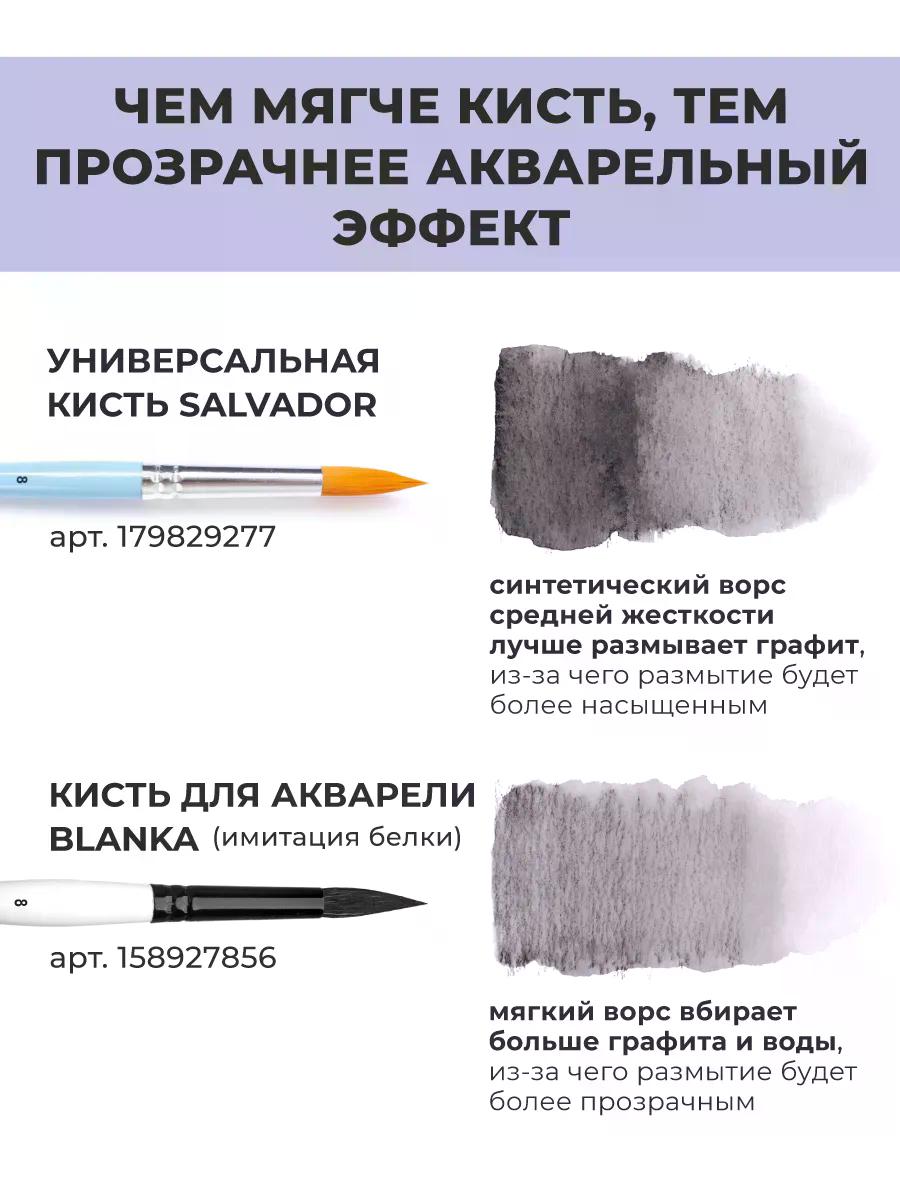 ЧЕМ МЯГЧЕ КИСТЬ, ТЕМ
ПРОЗРАЧНЕЕ АКВАРЕЛЬНЫЙ
ЭФФЕКТ
УНИВЕРСАЛЬНАЯ
КИСТЬ SALVADOR
8
арт. 179829277
синтетический ворс
средней жесткости
лучше размывает графит,
из-за чего размытие будет
более насыщенным
КИСТЬ ДЛЯ АКВАРЕЛИ
BLANKA (имитация белки)
8
арт. 158927856
мягкий ворс вбирает
больше графита и воды,
из-за чего размытие будет
более прозрачным